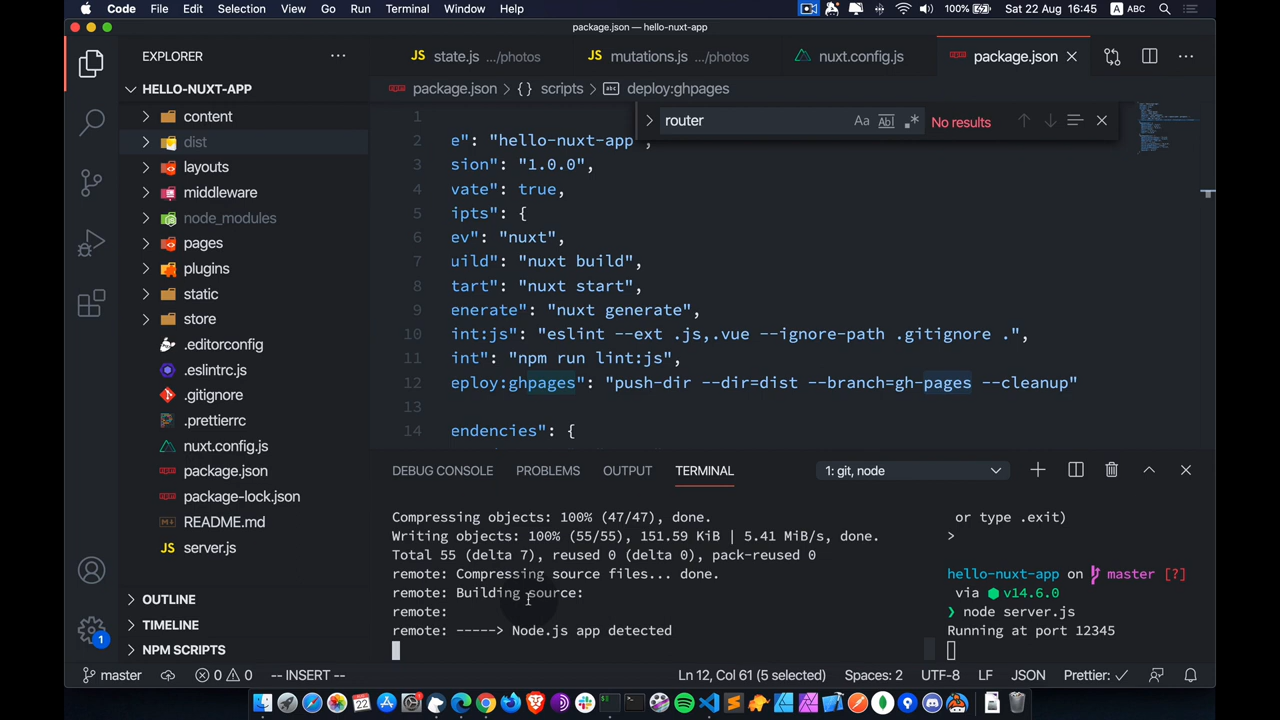 Code File Edit Selection View Go Run Terminal Window Help 100% Sat 22 Aug 16:45 A ABC
package.json — hello-nuxt-app
EXPLORER
JS state.js .../photos JS mutations.js .../photos nuxt.config.js package.json
HELLO-NUXT-APP
package.json > {} scripts > abc deploy:ghpages
router Aa Abl .* No results
content
dist
layouts
middleware
node_modules
pages
plugins
static
store
.editorconfig
.eslintrc.js
.gitignore
.prettierrc
nuxt.config.js
package.json
package-lock.json
README.md
JS server.js
OUTLINE
TIMELINE
NPM SCRIPTS
1
2 e": "hello-nuxt-app",
3 sion": "1.0.0",
4 vate": true,
5 ipts": {
6 ev": "nuxt",
7 uild": "nuxt build",
8 tart": "nuxt start",
9 enerate": "nuxt generate",
10 int:js": "eslint --ext .js,.vue --ignore-path .gitignore .",
11 int": "npm run lint:js",
12 eploy:ghpages": "push-dir --dir=dist --branch=gh-pages --cleanup"
13
14 endencies": {
DEBUG CONSOLE PROBLEMS OUTPUT TERMINAL 1: git, node
Compressing objects: 100% (47/47), done.
Writing objects: 100% (55/55), 151.59 KiB | 5.41 MiB/s, done.
Total 55 (delta 7), reused 0 (delta 0), pack-reused 0
remote: Compressing source files... done.
remote: Building source:
remote:
remote: -----> Node.js app detected
or type .exit)
>
hello-nuxt-app on master [?]
via v14.6.0
❯ node server.js
Running at port 12345
1
master 0 0 -- INSERT -- Ln 12, Col 61 (5 selected) Spaces: 2 UTF-8 LF JSON Prettier: ✓
22